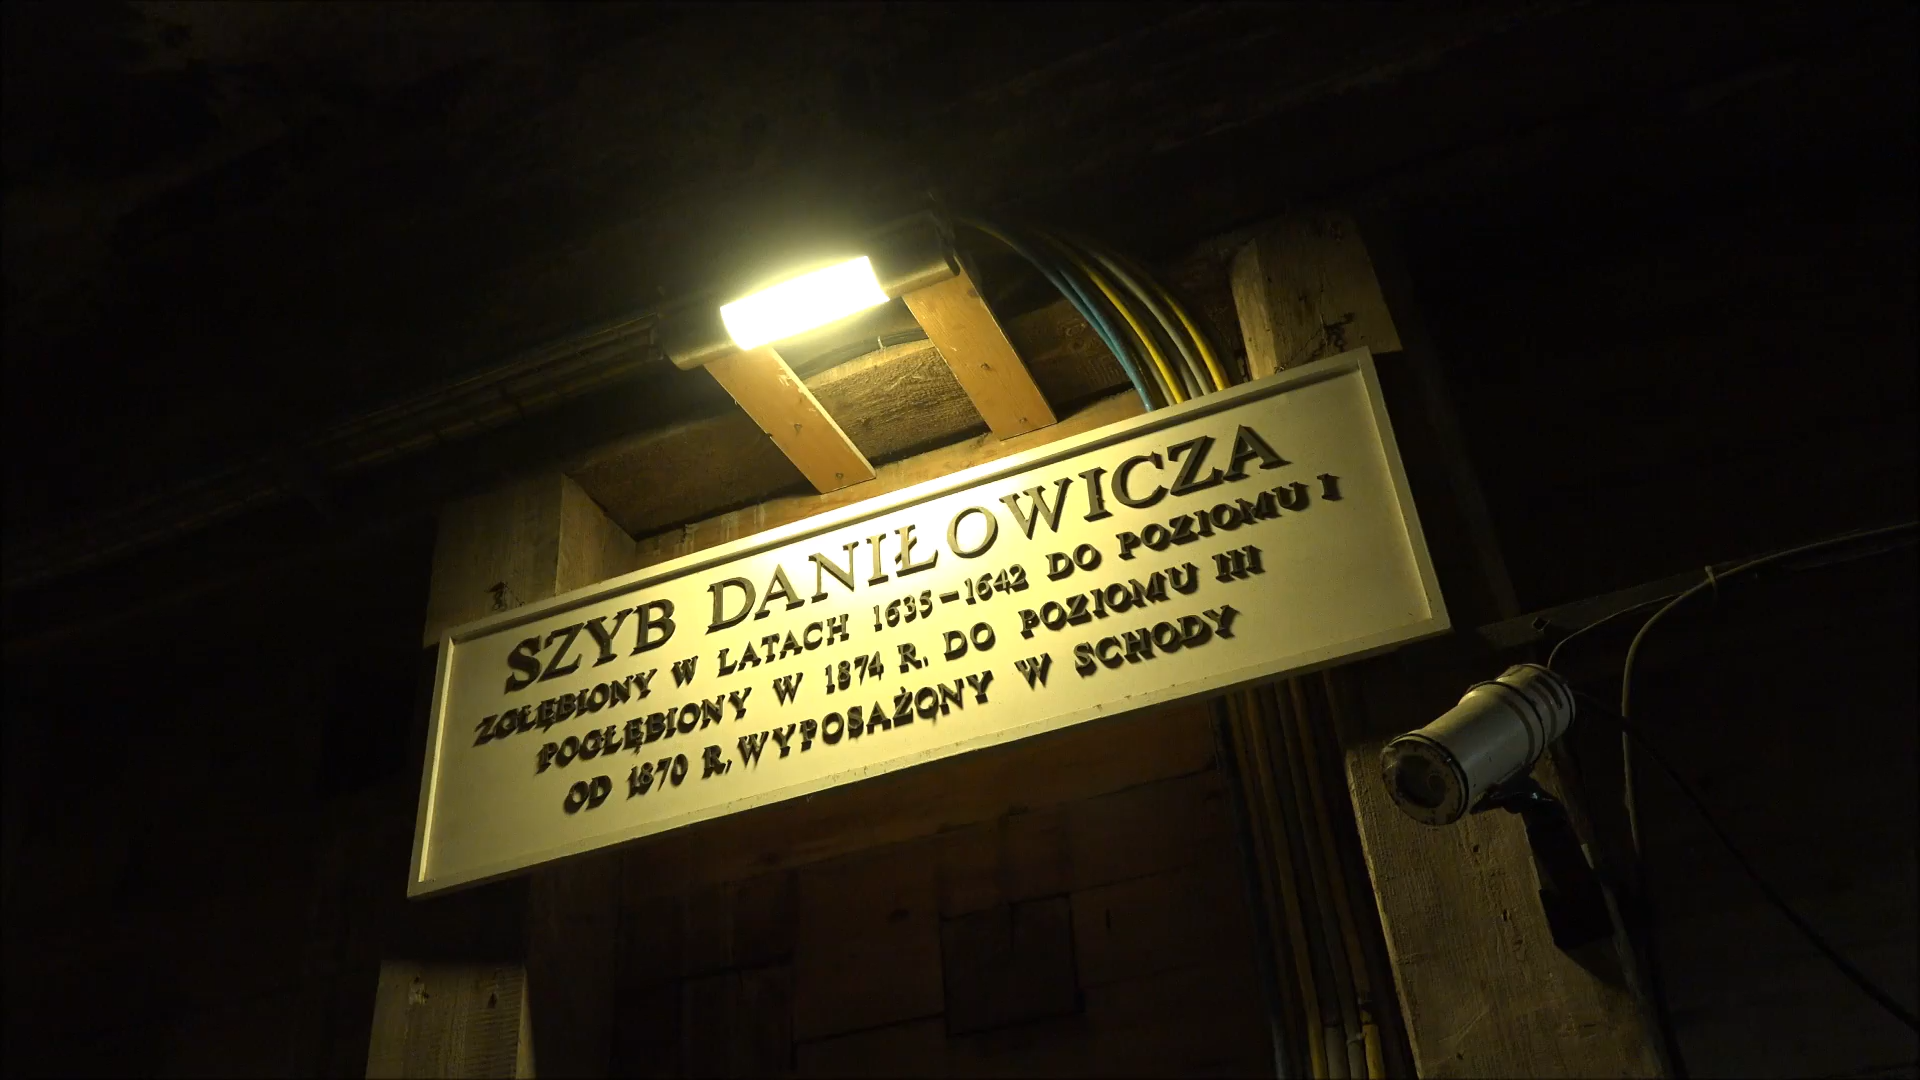 SZYB DANIŁOWICZA
ZGŁĘBIONY W LATACH 1635-1642 DO POZIOMU I
POGŁĘBIONY W 1874 R. DO POZIOMU III
OD 1870 R. WYPOSAŻONY W SCHODY